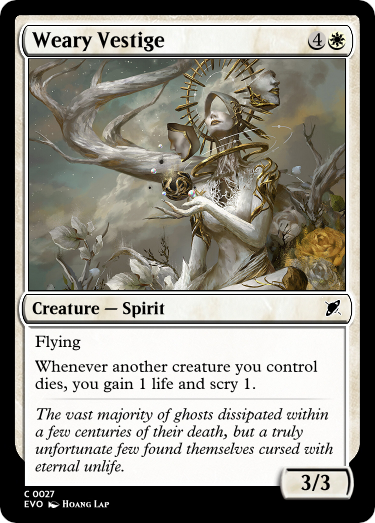 Weary Vestige 4
Creature — Spirit
Flying
Whenever another creature you control
dies, you gain 1 life and scry 1.
The vast majority of ghosts dissipated within
a few centuries of their death, but a truly
unfortunate few found themselves cursed with
eternal unlife.
3/3
C 0027
EVO Hoang Lap